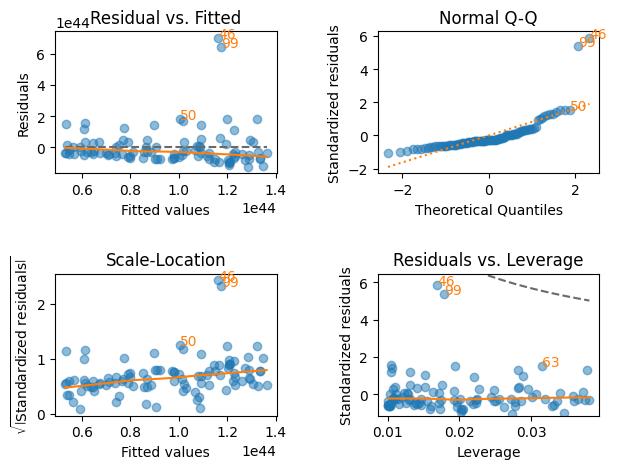 Residual vs. Fitted
1e44
Residuals
6
4
2
0
46
99
50
0.6 0.8 1.0 1.2 1.4
Fitted values
1e44
Normal Q-Q
Standardized residuals
6
4
2
0
−2
46
99
50
−2 0 2
Theoretical Quantiles
Scale-Location
√|Standardized residuals|
2
1
0
46
99
50
0.6 0.8 1.0 1.2 1.4
Fitted values
1e44
Residuals vs. Leverage
Standardized residuals
6
4
2
0
46
99
63
0.01 0.02 0.03
Leverage